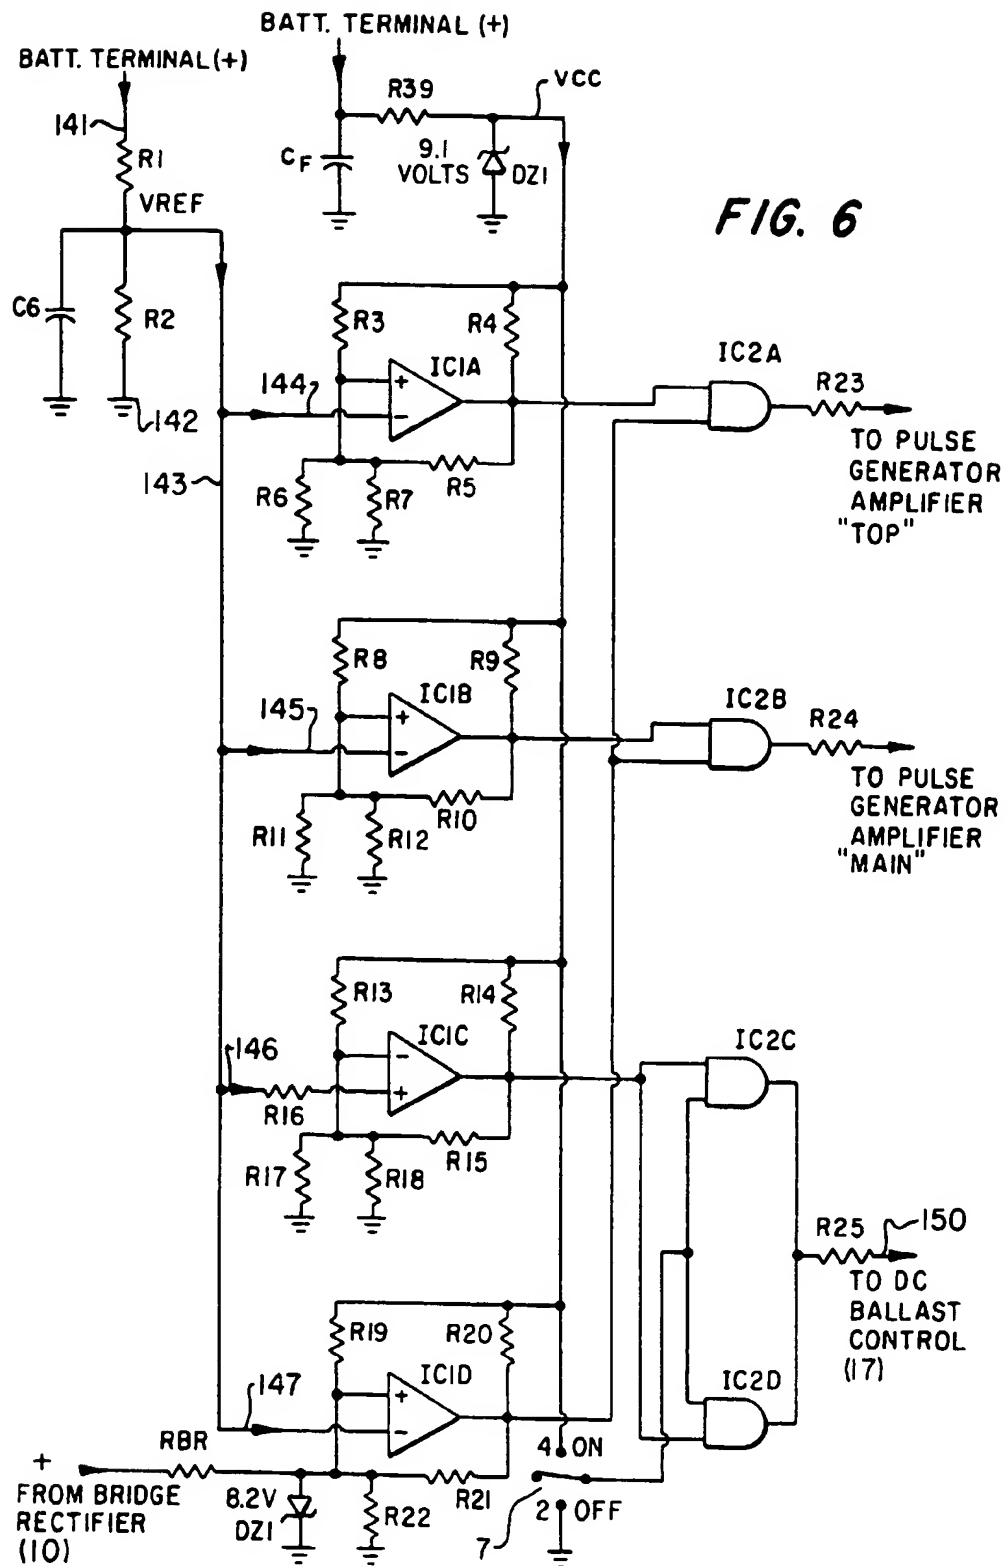 BATT. TERMINAL (+)
BATT. TERMINAL (+)
141
R1
VREF
C6
R2
142
143
R39
VCC
CF
9.1
VOLTS
DZ1
FIG. 6
R3
R4
IC1A
+
−
144
R5
R6
R7
IC2A
R23
TO PULSE
GENERATOR
AMPLIFIER
"TOP"
R8
R9
IC1B
+
−
145
R10
R11
R12
IC2B
R24
TO PULSE
GENERATOR
AMPLIFIER
"MAIN"
R13
R14
IC1C
−
+
146
R16
R15
R17
R18
IC2C
R25
150
TO DC
BALLAST
CONTROL
(17)
IC2D
R19
R20
IC1D
+
−
147
RBR
+
FROM BRIDGE
RECTIFIER
(10)
8.2V
DZ1
R22
R21
4 ON
7
2 OFF